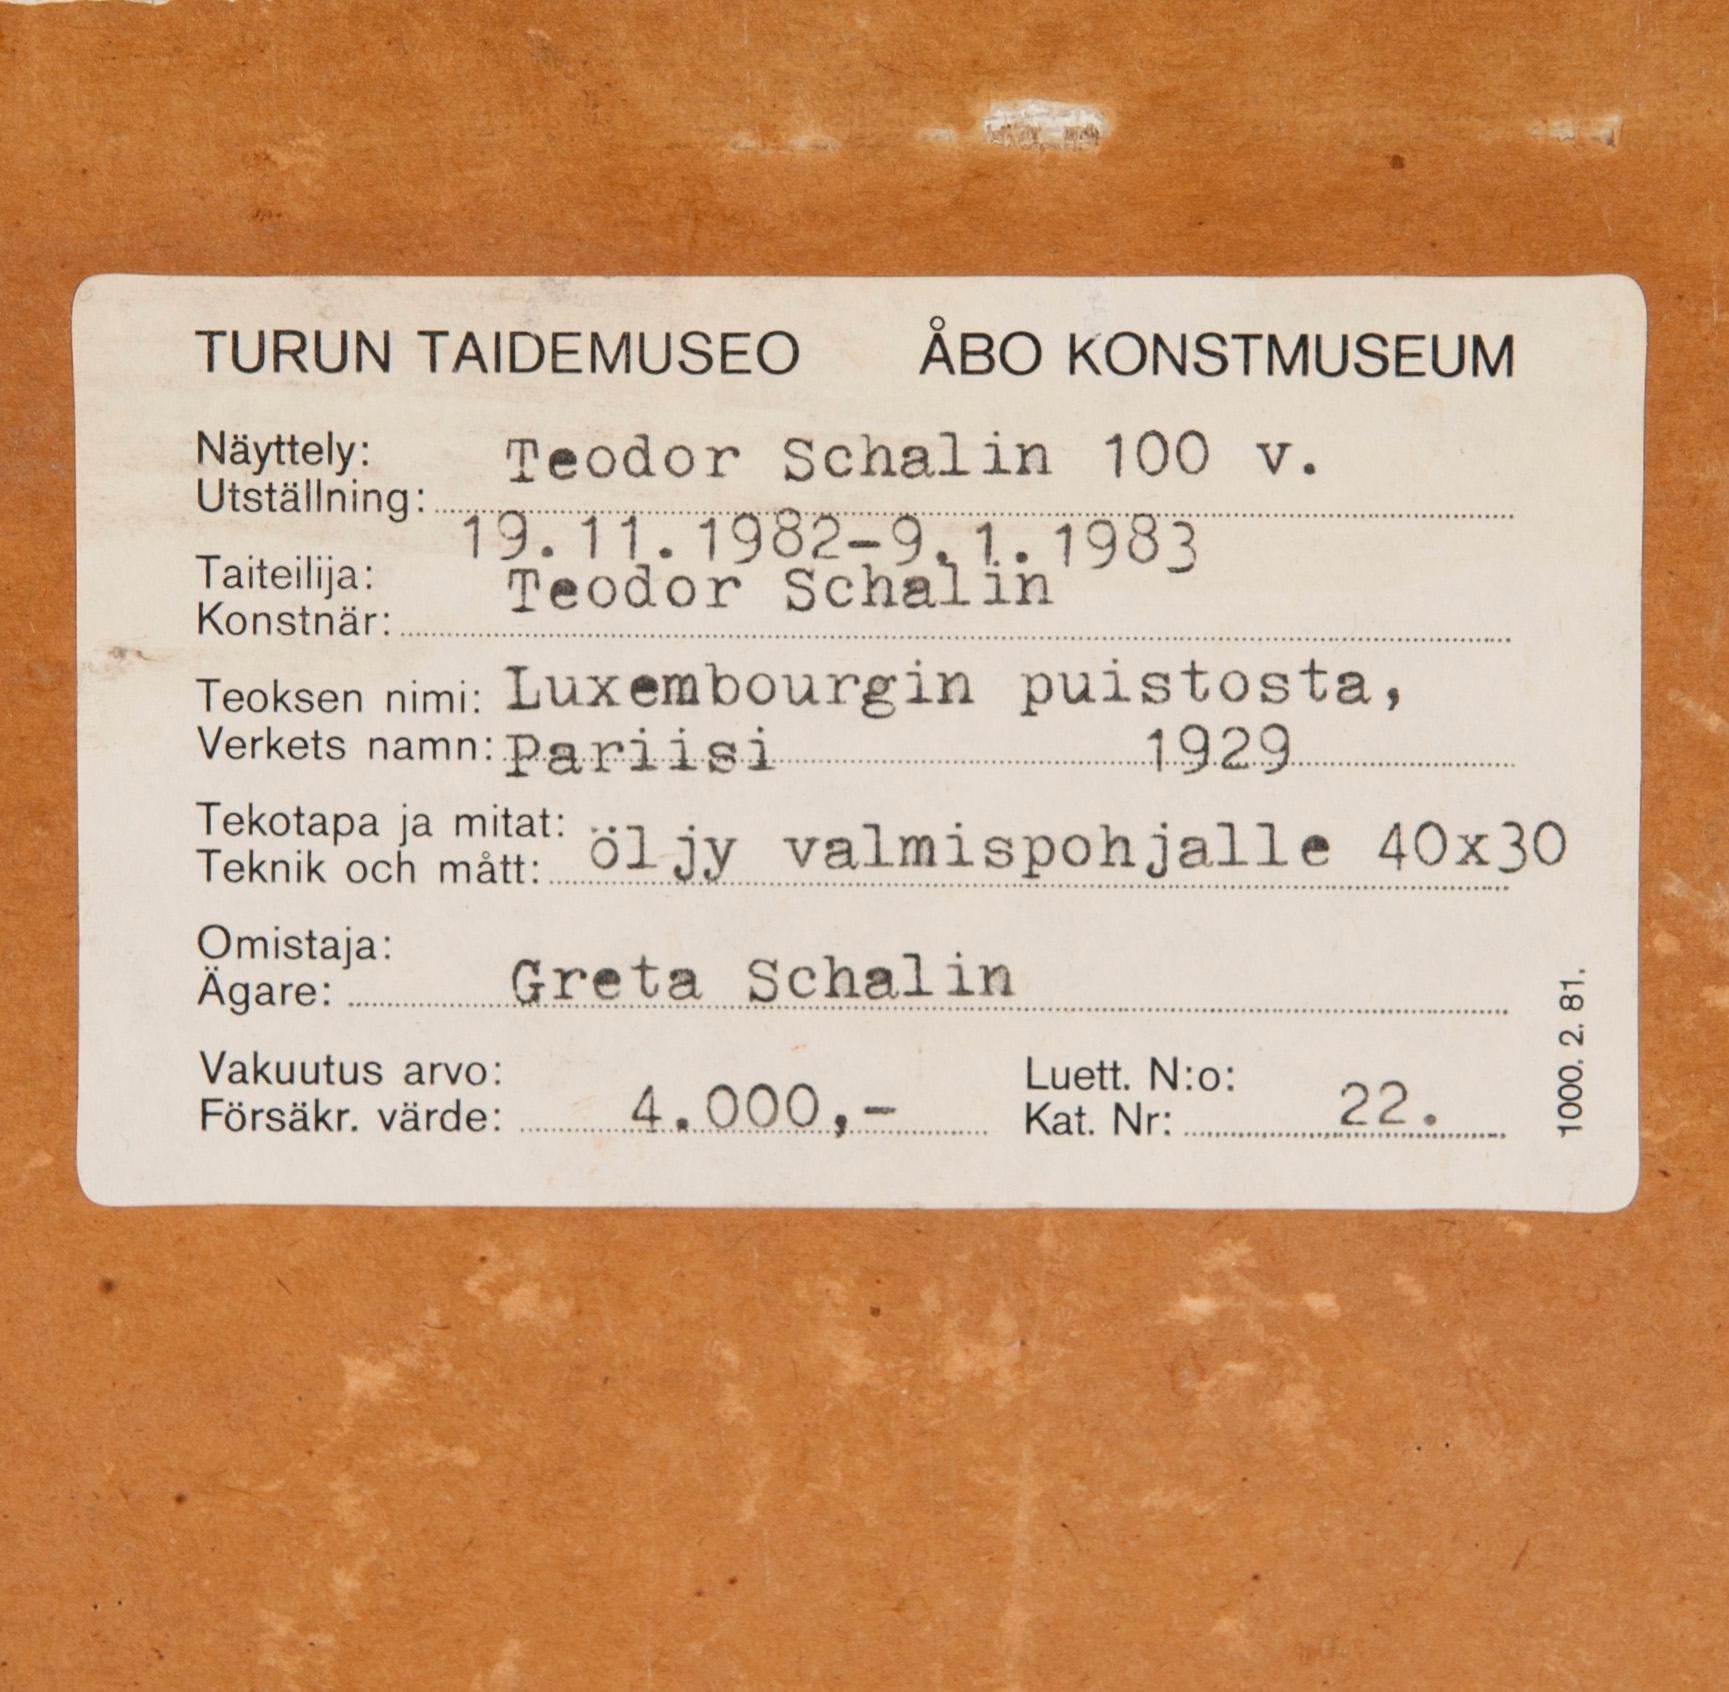 TURUN TAIDEMUSEO ÅBO KONSTMUSEUM
Näyttely: Teodor Schalin 100 v.
Utställning:
19.11.1982-9.1.1983
Taiteilija: Teodor Schalin
Konstnär:
Teoksen nimi: Luxembourgin puistosta,
Verkets namn: Pariisi 1929
Tekotapa ja mitat: öljy valmispohjalle 40x30
Teknik och mått:
Omistaja:
Ägare: Greta Schalin
Vakuutus arvo: Luett. N:o:
Försäkr. värde: 4.000,- Kat. Nr: 22.
1000. 2. 81.